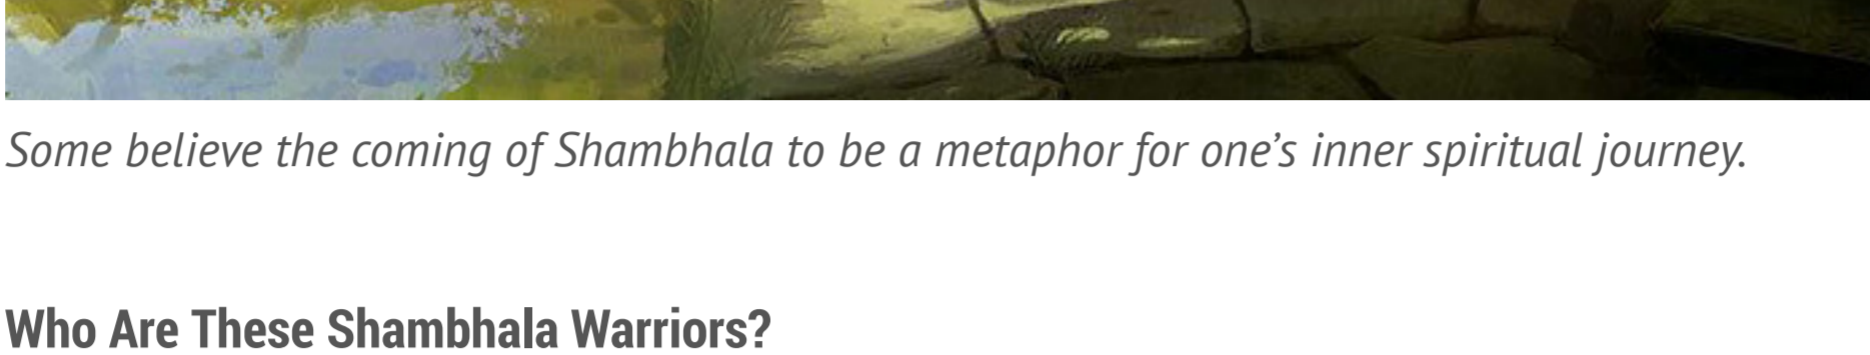 Some believe the coming of Shambhala to be a metaphor for one’s inner spiritual journey.
Who Are These Shambhala Warriors?